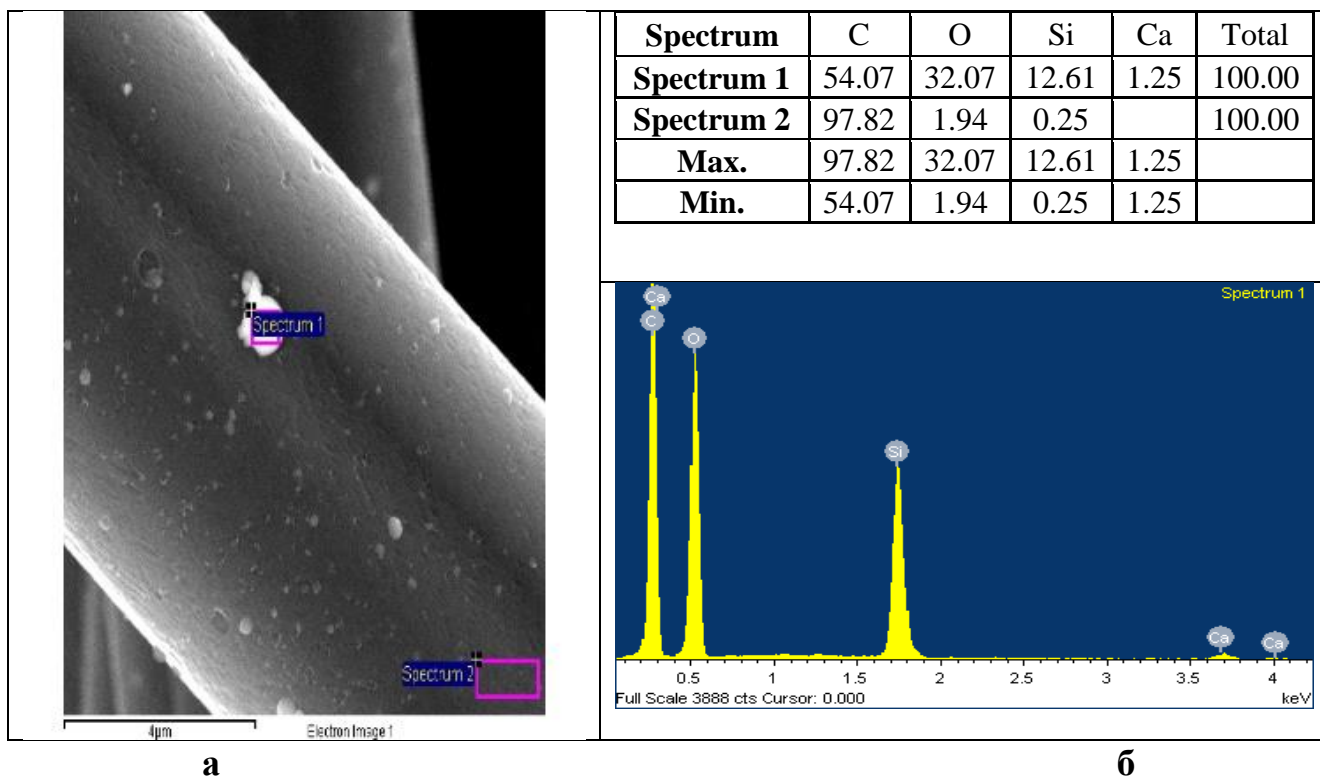 Spectrum 1
Spectrum 2
4µm Electron Image 1
Spectrum C O Si Ca Total
Spectrum 1 54.07 32.07 12.61 1.25 100.00
Spectrum 2 97.82 1.94 0.25 100.00
Max. 97.82 32.07 12.61 1.25
Min. 54.07 1.94 0.25 1.25
Spectrum 1
Ca
C
O
Si
Ca Ca
0.5 1 1.5 2 2.5 3 3.5 4
Full Scale 3888 cts Cursor: 0.000 keV
а б